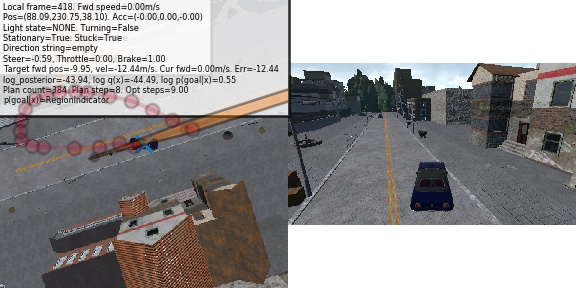 Local frame=418. Fwd speed=0.00m/s
Pos=(88.09,230.75,38.10). Acc=(-0.00,0.00,-0.00)
Light state=NONE. Turning=False
Stationary=True. Stuck=True
Direction string=empty
Steer=-0.59, Throttle=0.00, Brake=1.00
Target fwd pos=-9.95, vel=-12.44m/s. Cur fwd=0.00m/s. Err=-12.44
log_posterior=-43.94, log q(x)=-44.49, log p(goal|x)=0.55
Plan count=384. Plan step=8. Opt steps=9.00
p(goal|x)=RegionIndicator